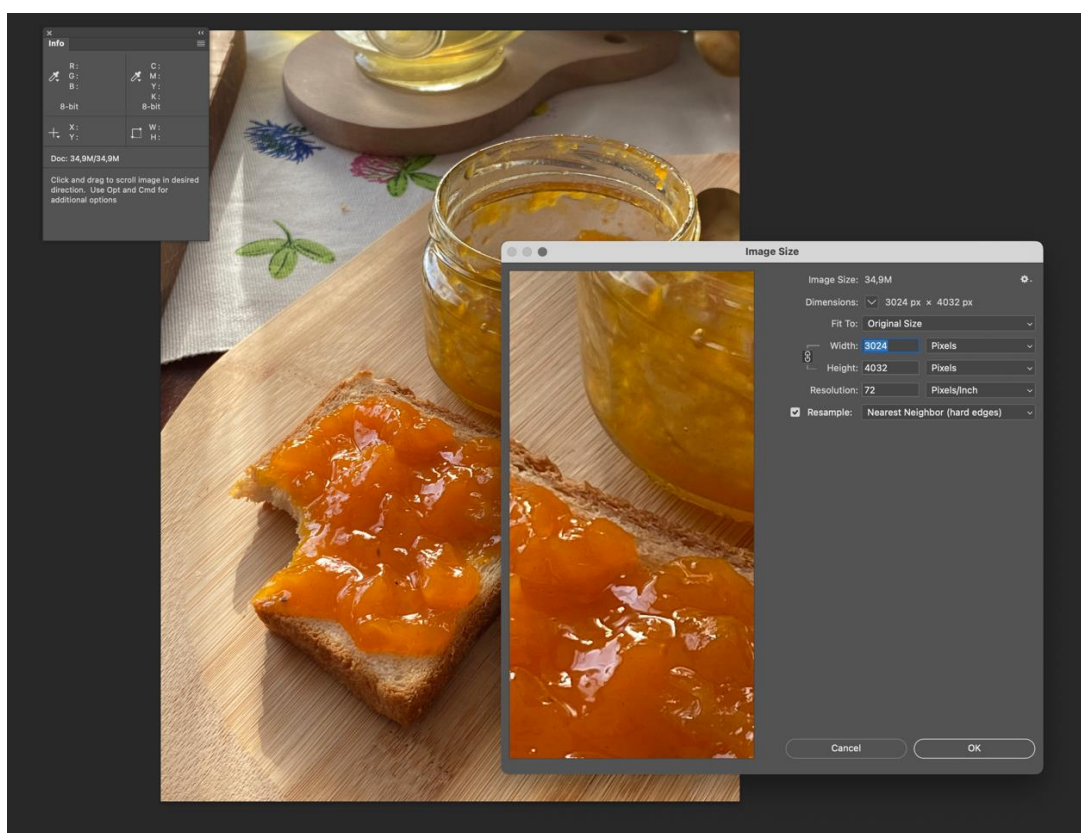 Info
R:
G:
B:
8-bit
C:
M:
Y:
K:
8-bit
X:
Y:
W:
H:
Doc: 34,9M/34,9M
Click and drag to scroll image in desired
direction. Use Opt and Cmd for
additional options
Image Size
Image Size: 34,9M
Dimensions: 3024 px × 4032 px
Fit To: Original Size
Width: 3024 Pixels
Height: 4032 Pixels
Resolution: 72 Pixels/Inch
Resample: Nearest Neighbor (hard edges)
Cancel OK